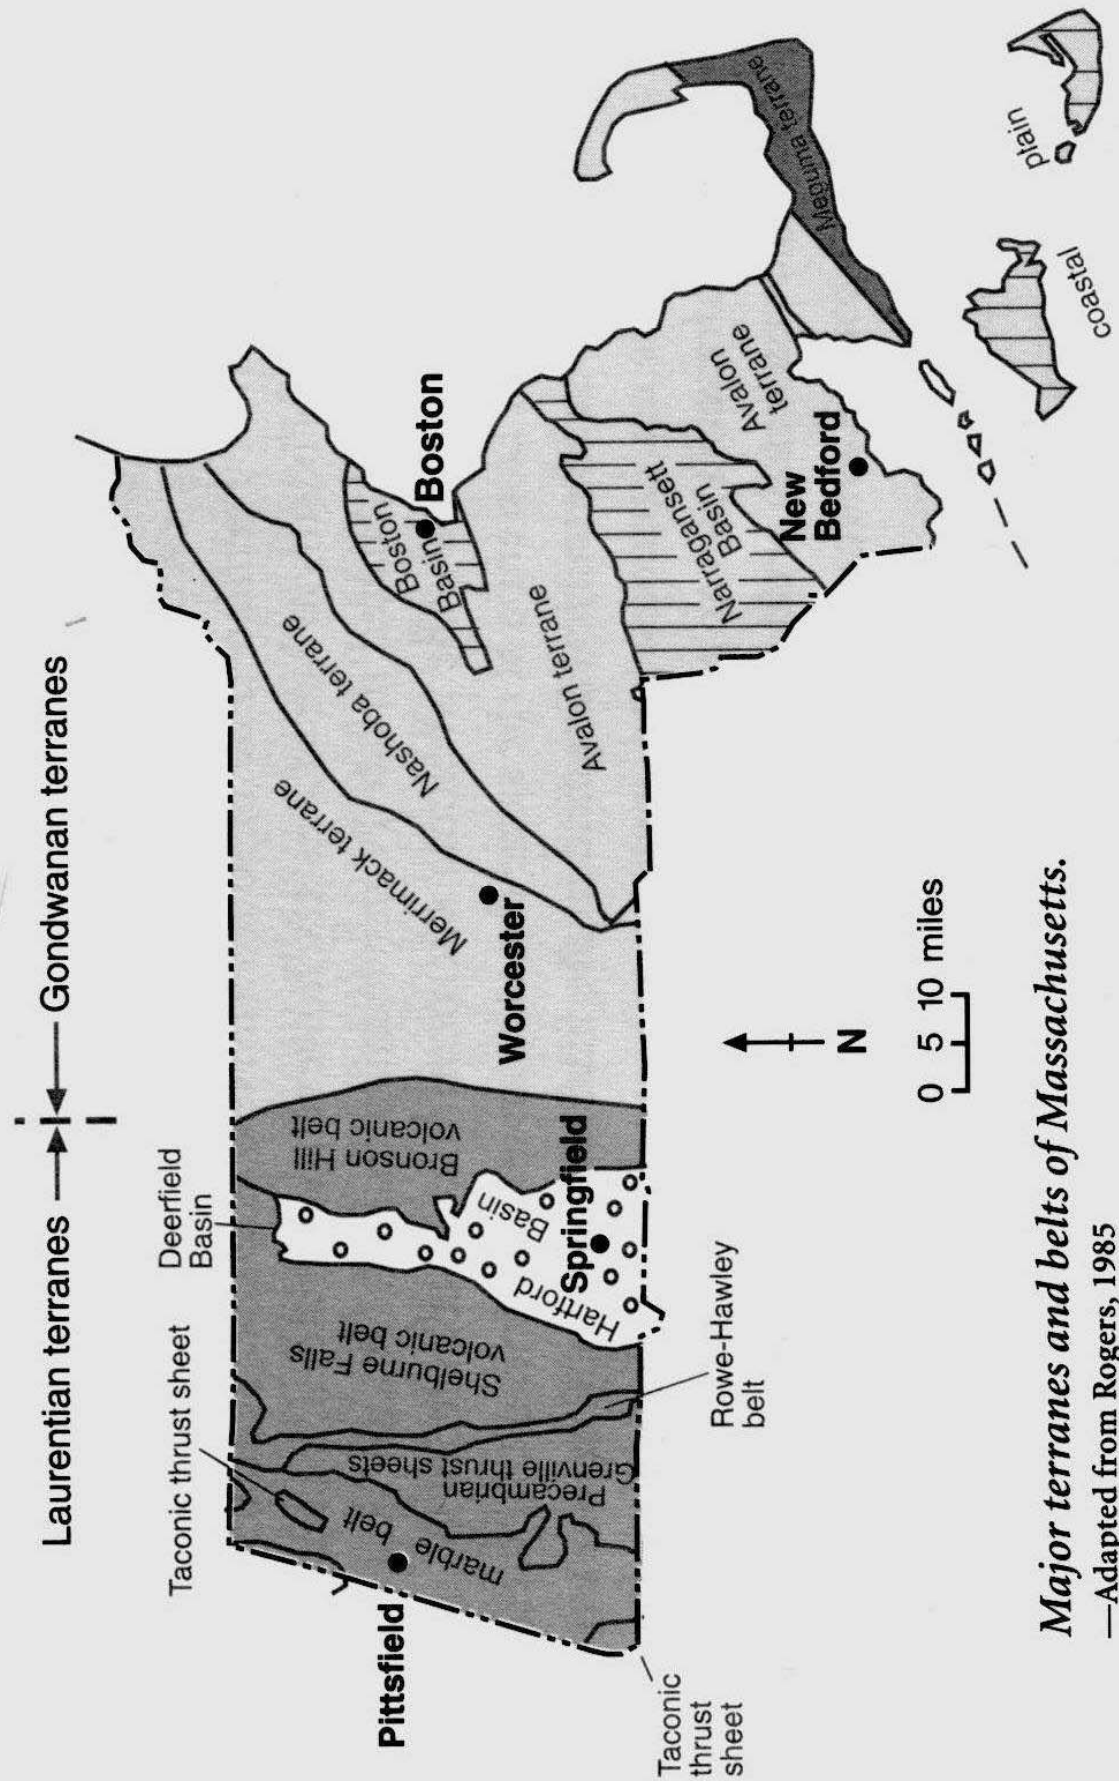 Laurentian terranes
Gondwanan terranes
Taconic thrust sheet
Deerfield
Basin
Pittsfield
marble
belt
Precambrian
Grenville thrust sheets
Shelburne Falls
volcanic belt
Hartford
Basin
Springfield
Bronson Hill
volcanic belt
Worcester
Merrimack terrane
Nashoba terrane
Boston
Basin
Boston
Avalon terrane
Narragansett
Basin
Avalon
terrane
New
Bedford
Meguma terrane
coastal
plain
Taconic
thrust
sheet
Rowe-Hawley
belt
N
0 5 10 miles
Major terranes and belts of Massachusetts.
—Adapted from Rogers, 1985